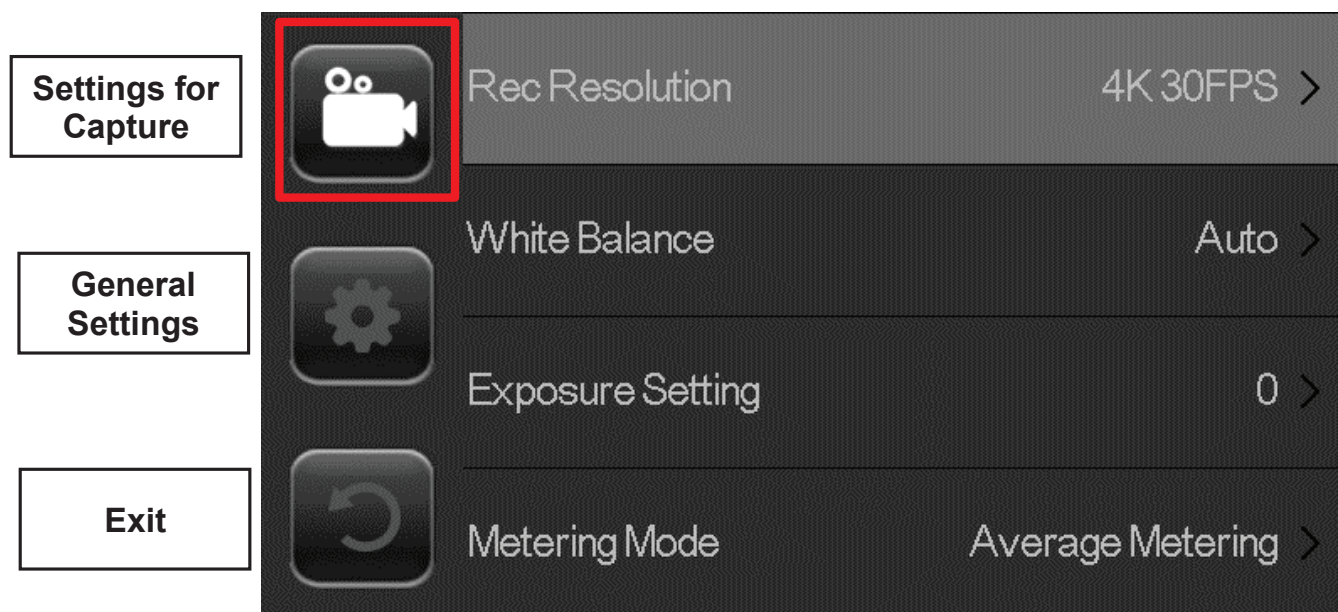 Settings for
Capture
Rec Resolution 4K 30FPS >
White Balance Auto >
General
Settings
Exposure Setting 0 >
Exit
Metering Mode Average Metering >